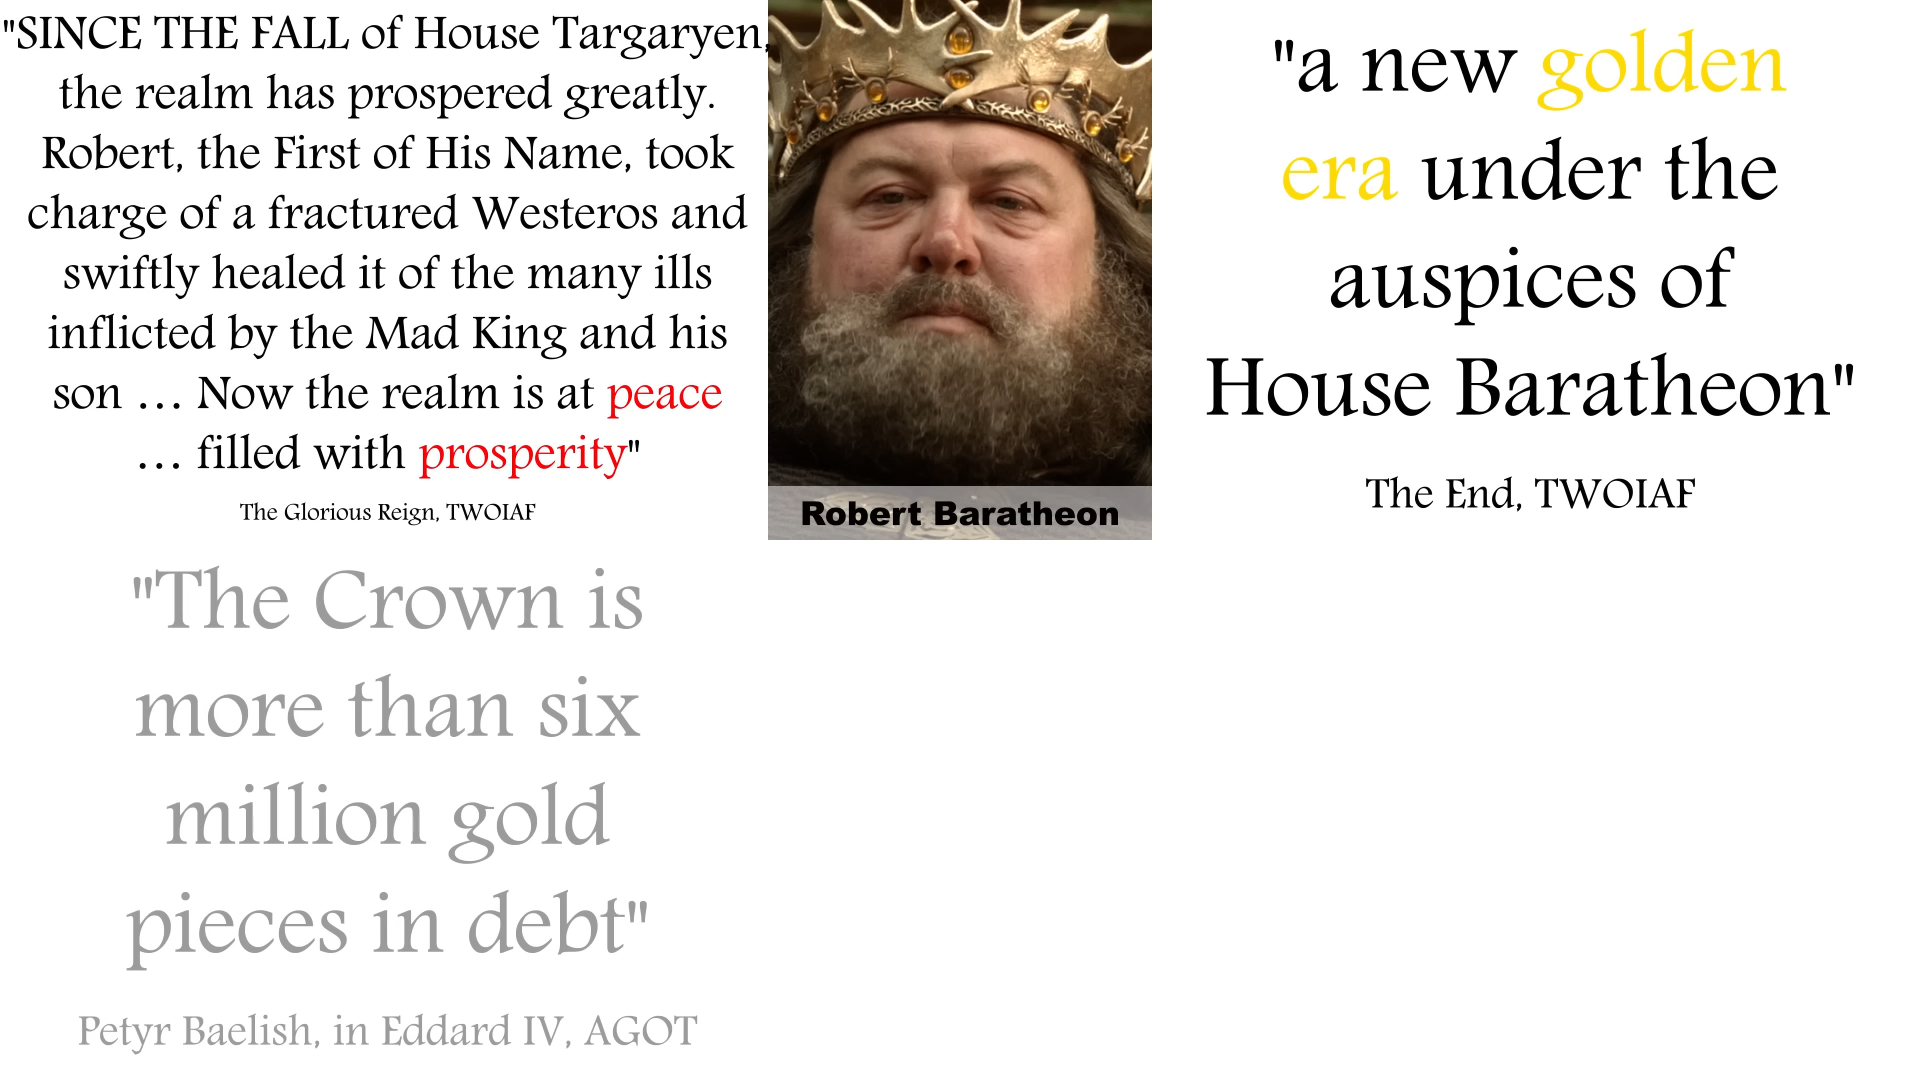 "SINCE THE FALL of House Targaryen,
the realm has prospered greatly.
Robert, the First of His Name, took
charge of a fractured Westeros and
swiftly healed it of the many ills
inflicted by the Mad King and his
son … Now the realm is at peace
… filled with prosperity"
The Glorious Reign, TWOIAF
Robert Baratheon
"a new golden
era under the
auspices of
House Baratheon"
The End, TWOIAF
"The Crown is
more than six
million gold
pieces in debt"
Petyr Baelish, in Eddard IV, AGOT